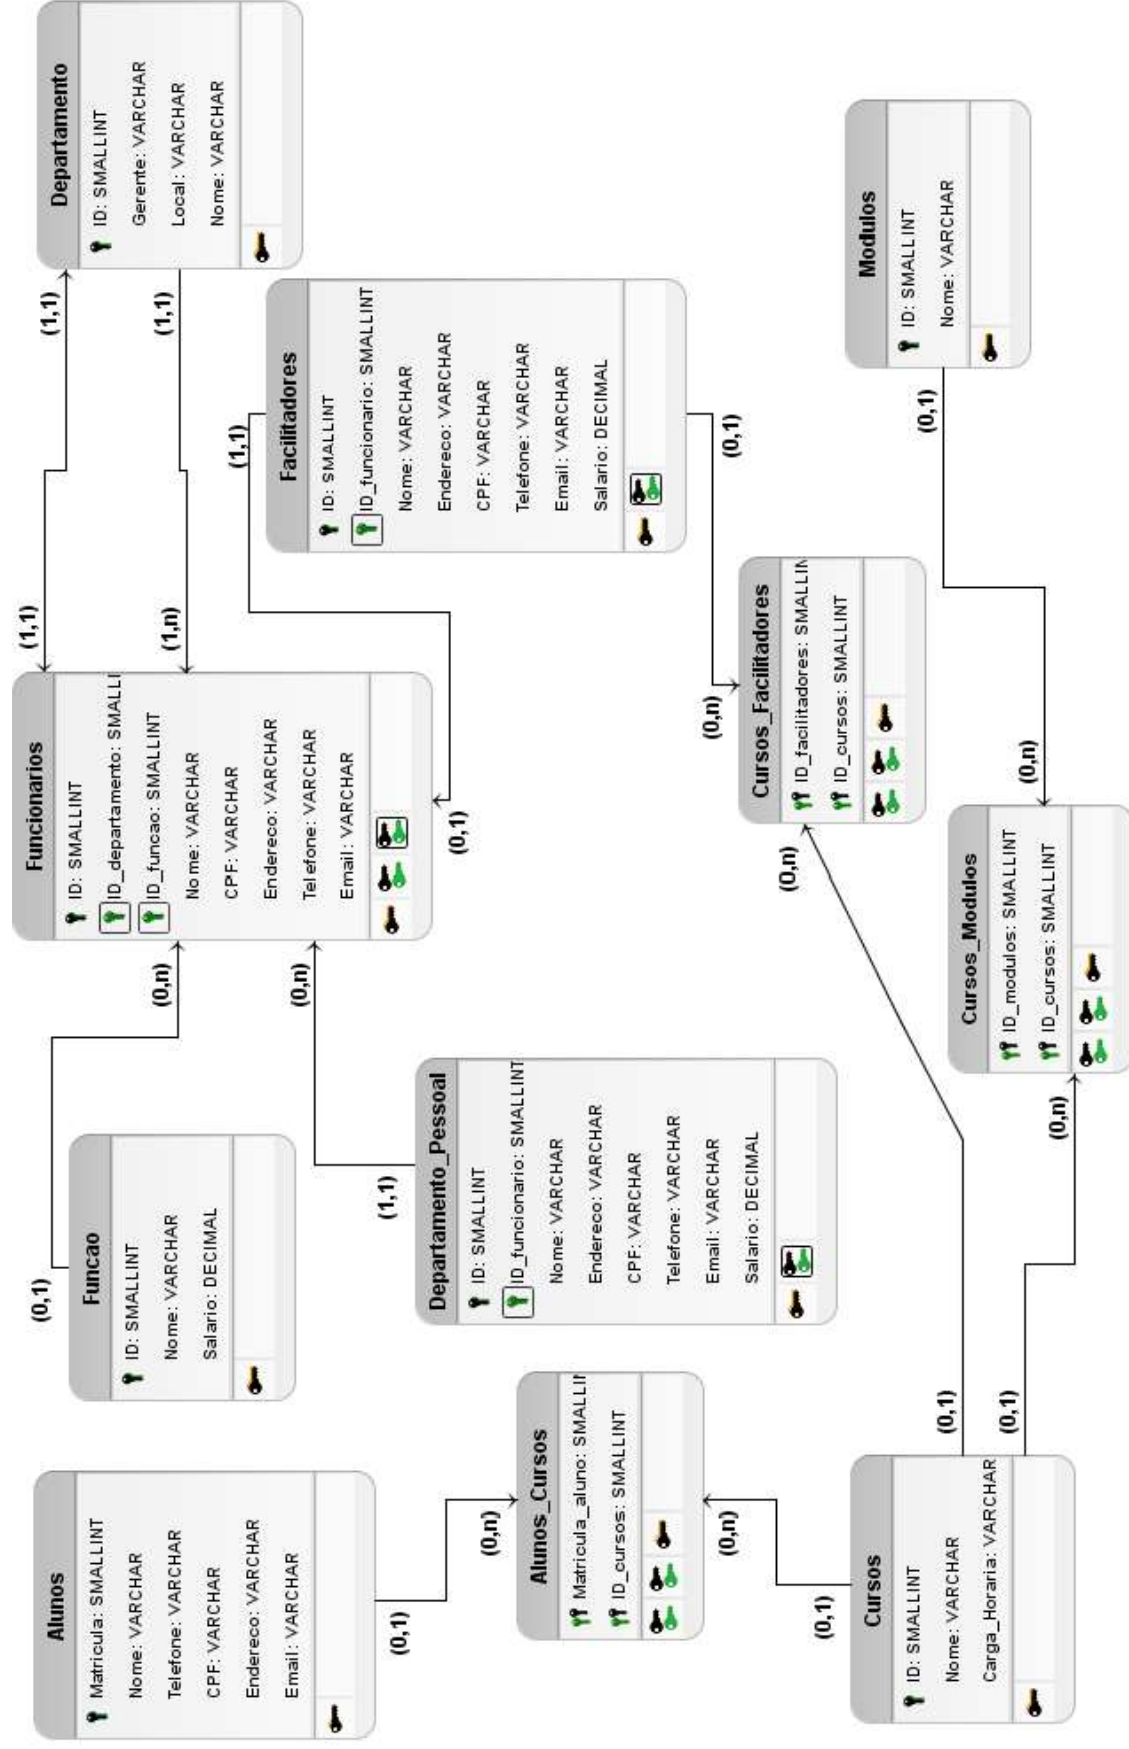 Alunos
Matricula: SMALLINT
Nome: VARCHAR
Telefone: VARCHAR
CPF: VARCHAR
Endereco: VARCHAR
Email: VARCHAR
(0,1)
(0,n)
Funcao
ID: SMALLINT
Nome: VARCHAR
Salario: DECIMAL
(0,1)
(0,n)
Funcionarios
ID: SMALLINT
ID_departamento: SMALLI
ID_funcao: SMALLINT
Nome: VARCHAR
CPF: VARCHAR
Endereco: VARCHAR
Telefone: VARCHAR
Email: VARCHAR
(1,1)
(1,n)
(0,n)
(0,1)
Departamento
ID: SMALLINT
Gerente: VARCHAR
Local: VARCHAR
Nome: VARCHAR
(1,1)
(1,1)
Alunos_Cursos
Matricula_aluno: SMALLIN
ID_cursos: SMALLINT
(0,n)
Departamento_Pessoal
ID: SMALLINT
ID_funcionario: SMALLINT
Nome: VARCHAR
Endereco: VARCHAR
CPF: VARCHAR
Telefone: VARCHAR
Email: VARCHAR
Salario: DECIMAL
(1,1)
Facilitadores
ID: SMALLINT
ID_funcionario: SMALLINT
Nome: VARCHAR
Endereco: VARCHAR
CPF: VARCHAR
Telefone: VARCHAR
Email: VARCHAR
Salario: DECIMAL
(1,1)
(0,1)
Cursos_Facilitadores
ID_facilitadores: SMALLIN
ID_cursos: SMALLINT
(0,n)
(0,n)
Cursos
ID: SMALLINT
Nome: VARCHAR
Carga_Horaria: VARCHAR
(0,1)
(0,1)
(0,1)
Cursos_Modulos
ID_modulos: SMALLINT
ID_cursos: SMALLINT
(0,n)
(0,n)
Modulos
ID: SMALLINT
Nome: VARCHAR
(0,1)